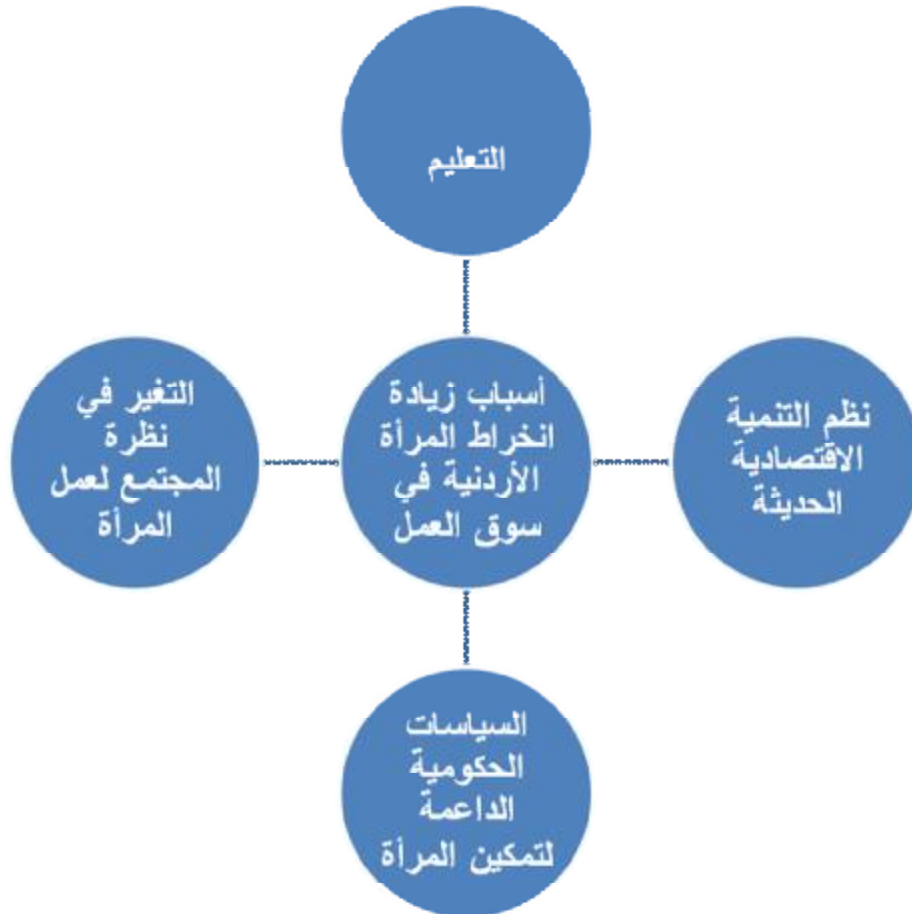 التعليم
أسباب زيادة
انخراط المرأة
الأردنية في
سوق العمل
نظم التنمية
الاقتصادية
الحديثة
السياسات
الحكومية
الداعمة
لتمكين المرأة
التغير في
نظرة
المجتمع لعمل
المرأة